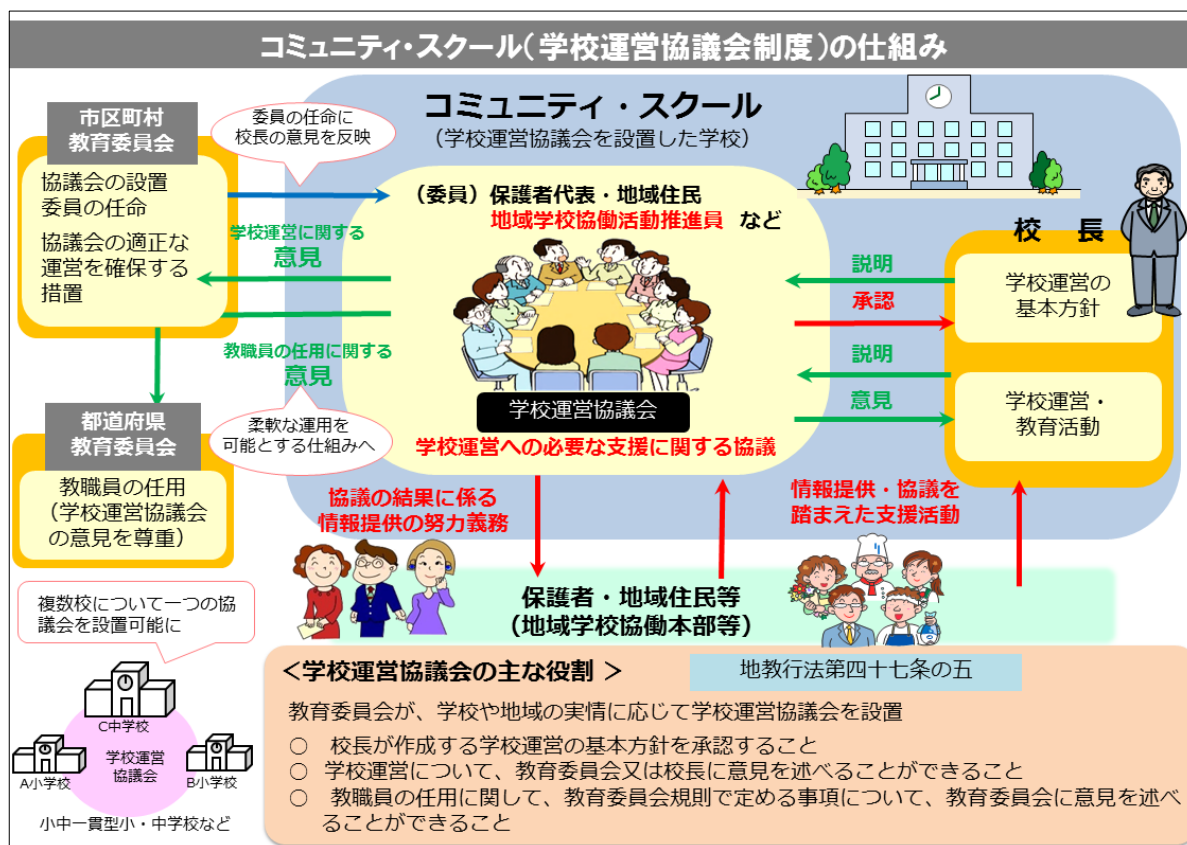 コミュニティ・スクール(学校運営協議会制度)の仕組み
市区町村
教育委員会
協議会の設置
委員の任命
協議会の適正な
運営を確保する
措置
委員の任命に
校長の意見を反映
コミュニティ・スクール
(学校運営協議会を設置した学校)
(委員)保護者代表・地域住民
地域学校協働活動推進員 など
学校運営に関する
意見
教職員の任用に関する
意見
柔軟な運用を
可能とする仕組みへ
学校運営協議会
学校運営への必要な支援に関する協議
校 長
説明
承認
学校運営の
基本方針
説明
意見
学校運営・
教育活動
都道府県
教育委員会
教職員の任用
(学校運営協議会
の意見を尊重)
協議の結果に係る
情報提供の努力義務
情報提供・協議を
踏まえた支援活動
保護者・地域住民等
(地域学校協働本部等)
複数校について一つの協
議会を設置可能に
C中学校
学校運営
協議会
A小学校
B小学校
小中一貫型小・中学校など
<学校運営協議会の主な役割 >
地教行法第四十七条の五
教育委員会が、学校や地域の実情に応じて学校運営協議会を設置
○ 校長が作成する学校運営の基本方針を承認すること
○ 学校運営について、教育委員会又は校長に意見を述べることができること
○ 教職員の任用に関して、教育委員会規則で定める事項について、教育委員会に意見を述べ
ることができること